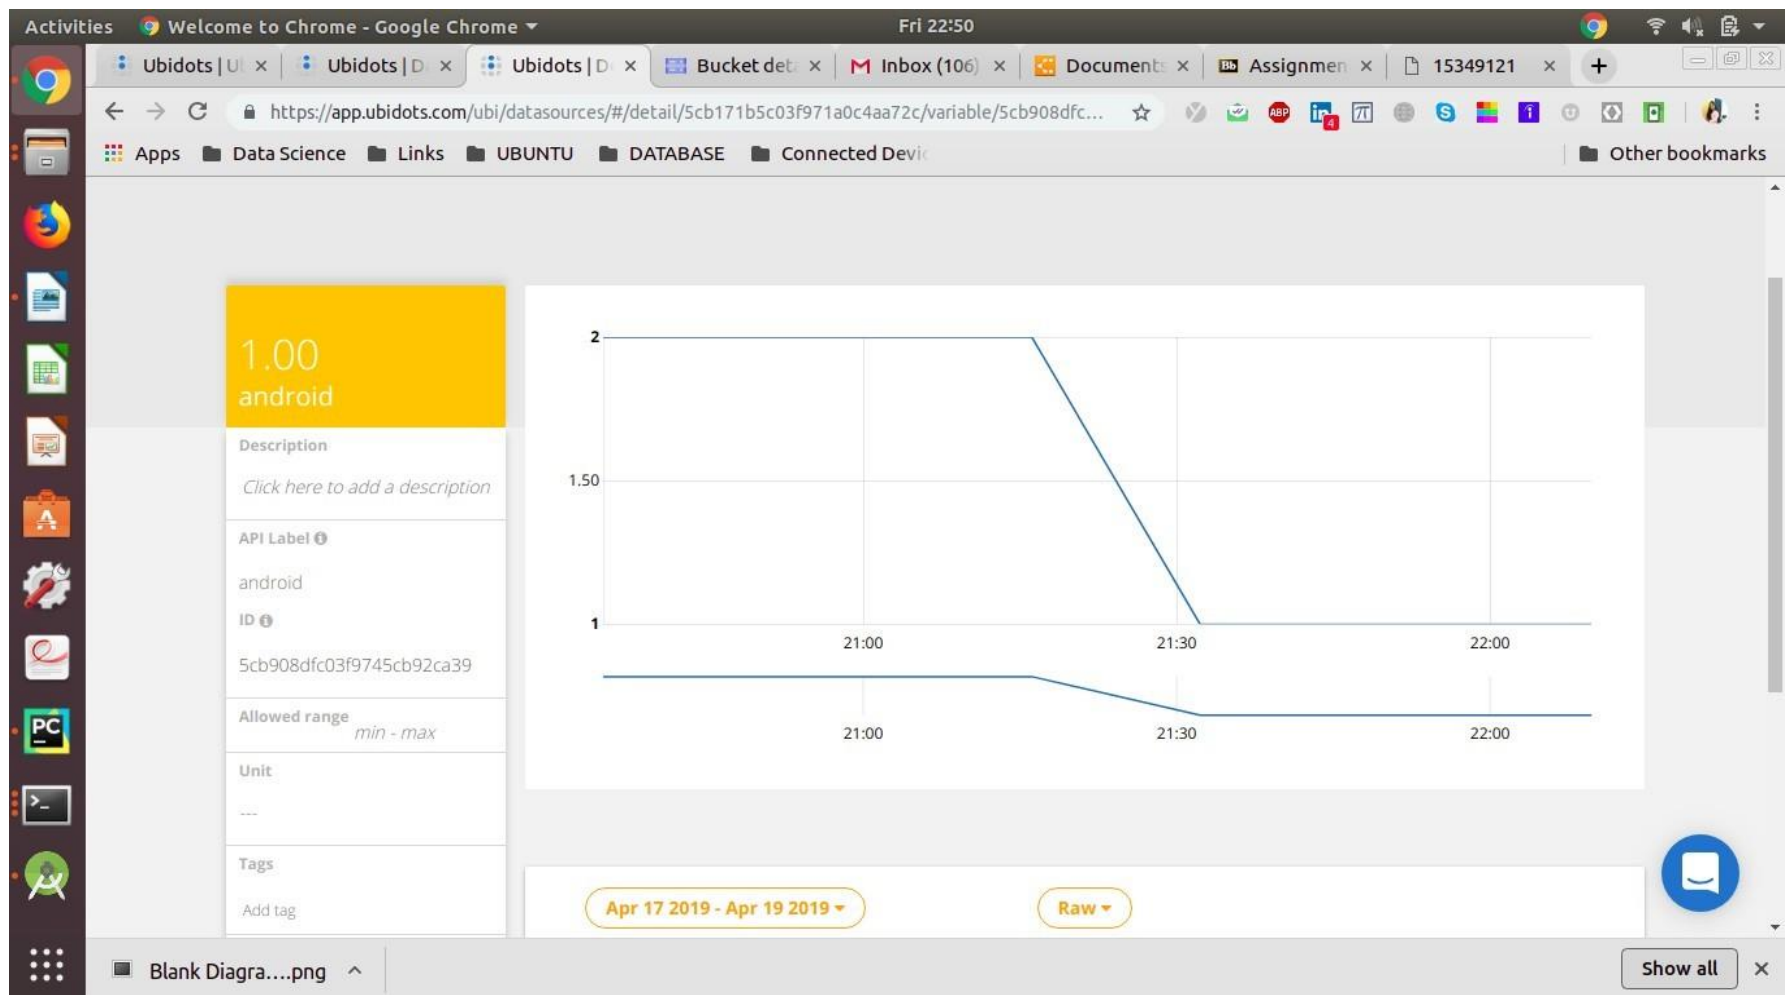 Activities Welcome to Chrome - Google Chrome Fri 22:50
Ubidots | U Ubidots | D Ubidots | D Bucket det Inbox (106) Documents Assignmen 15349121
https://app.ubidots.com/ubi/datasources/#/detail/5cb171b5c03f971a0c4aa72c/variable/5cb908dfc...
Apps Data Science Links UBUNTU DATABASE Connected Devic Other bookmarks
1.00
android
Description
Click here to add a description
API Label
android
ID
5cb908dfc03f9745cb92ca39
Allowed range
min - max
Unit
---
Tags
Add tag
2
1.50
1
21:00 21:30 22:00
21:00 21:30 22:00
Apr 17 2019 - Apr 19 2019 Raw
Blank Diagra....png Show all